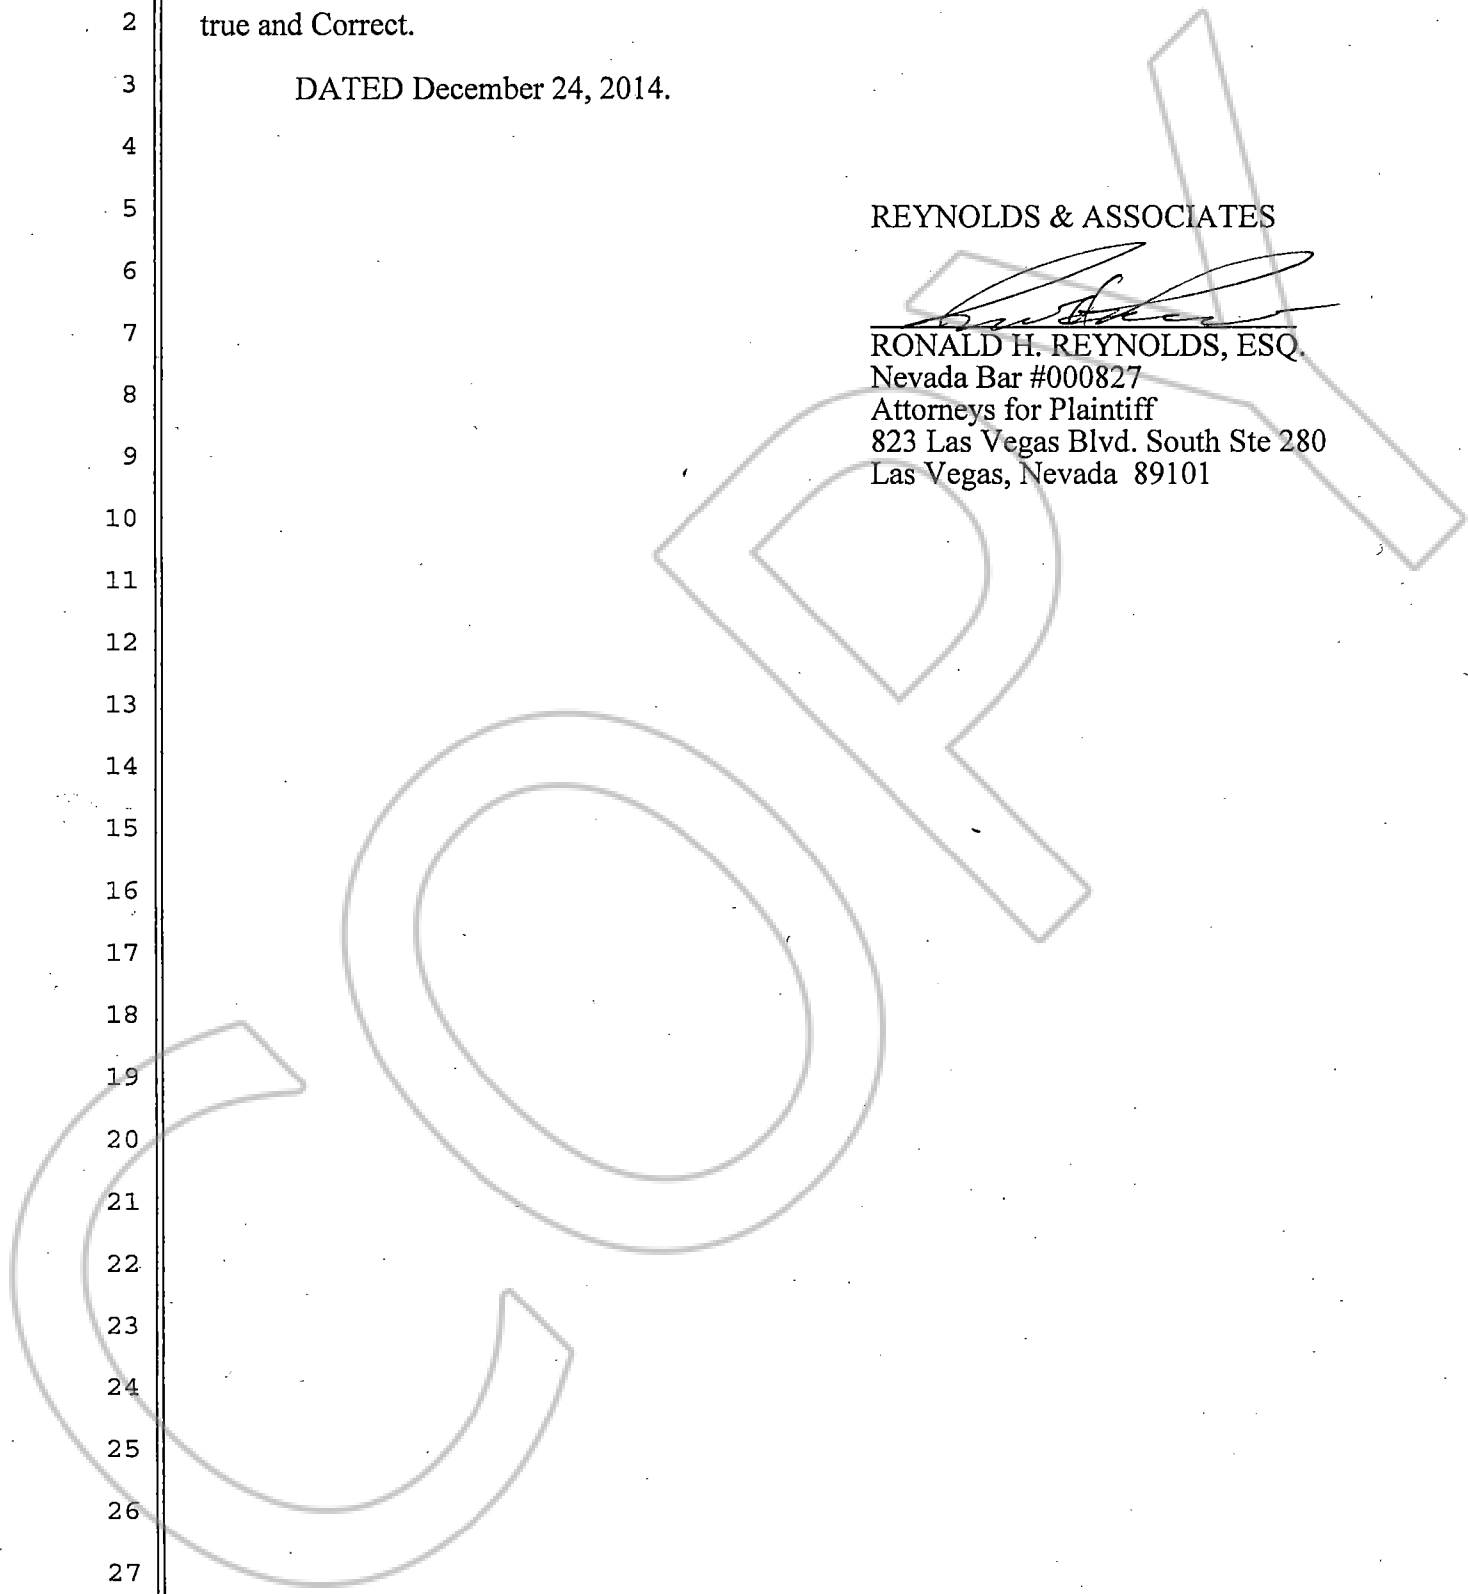 2 true and Correct.
3 DATED December 24, 2014.
4
5 REYNOLDS & ASSOCIATES
6
7 RONALD H. REYNOLDS, ESQ.
8 Nevada Bar #000827
Attorneys for Plaintiff
9 823 Las Vegas Blvd. South Ste 280
Las Vegas, Nevada 89101
10
11
12
13
14
15
16
17
18
19
20
21
22
23
24
25
26
27
COPY